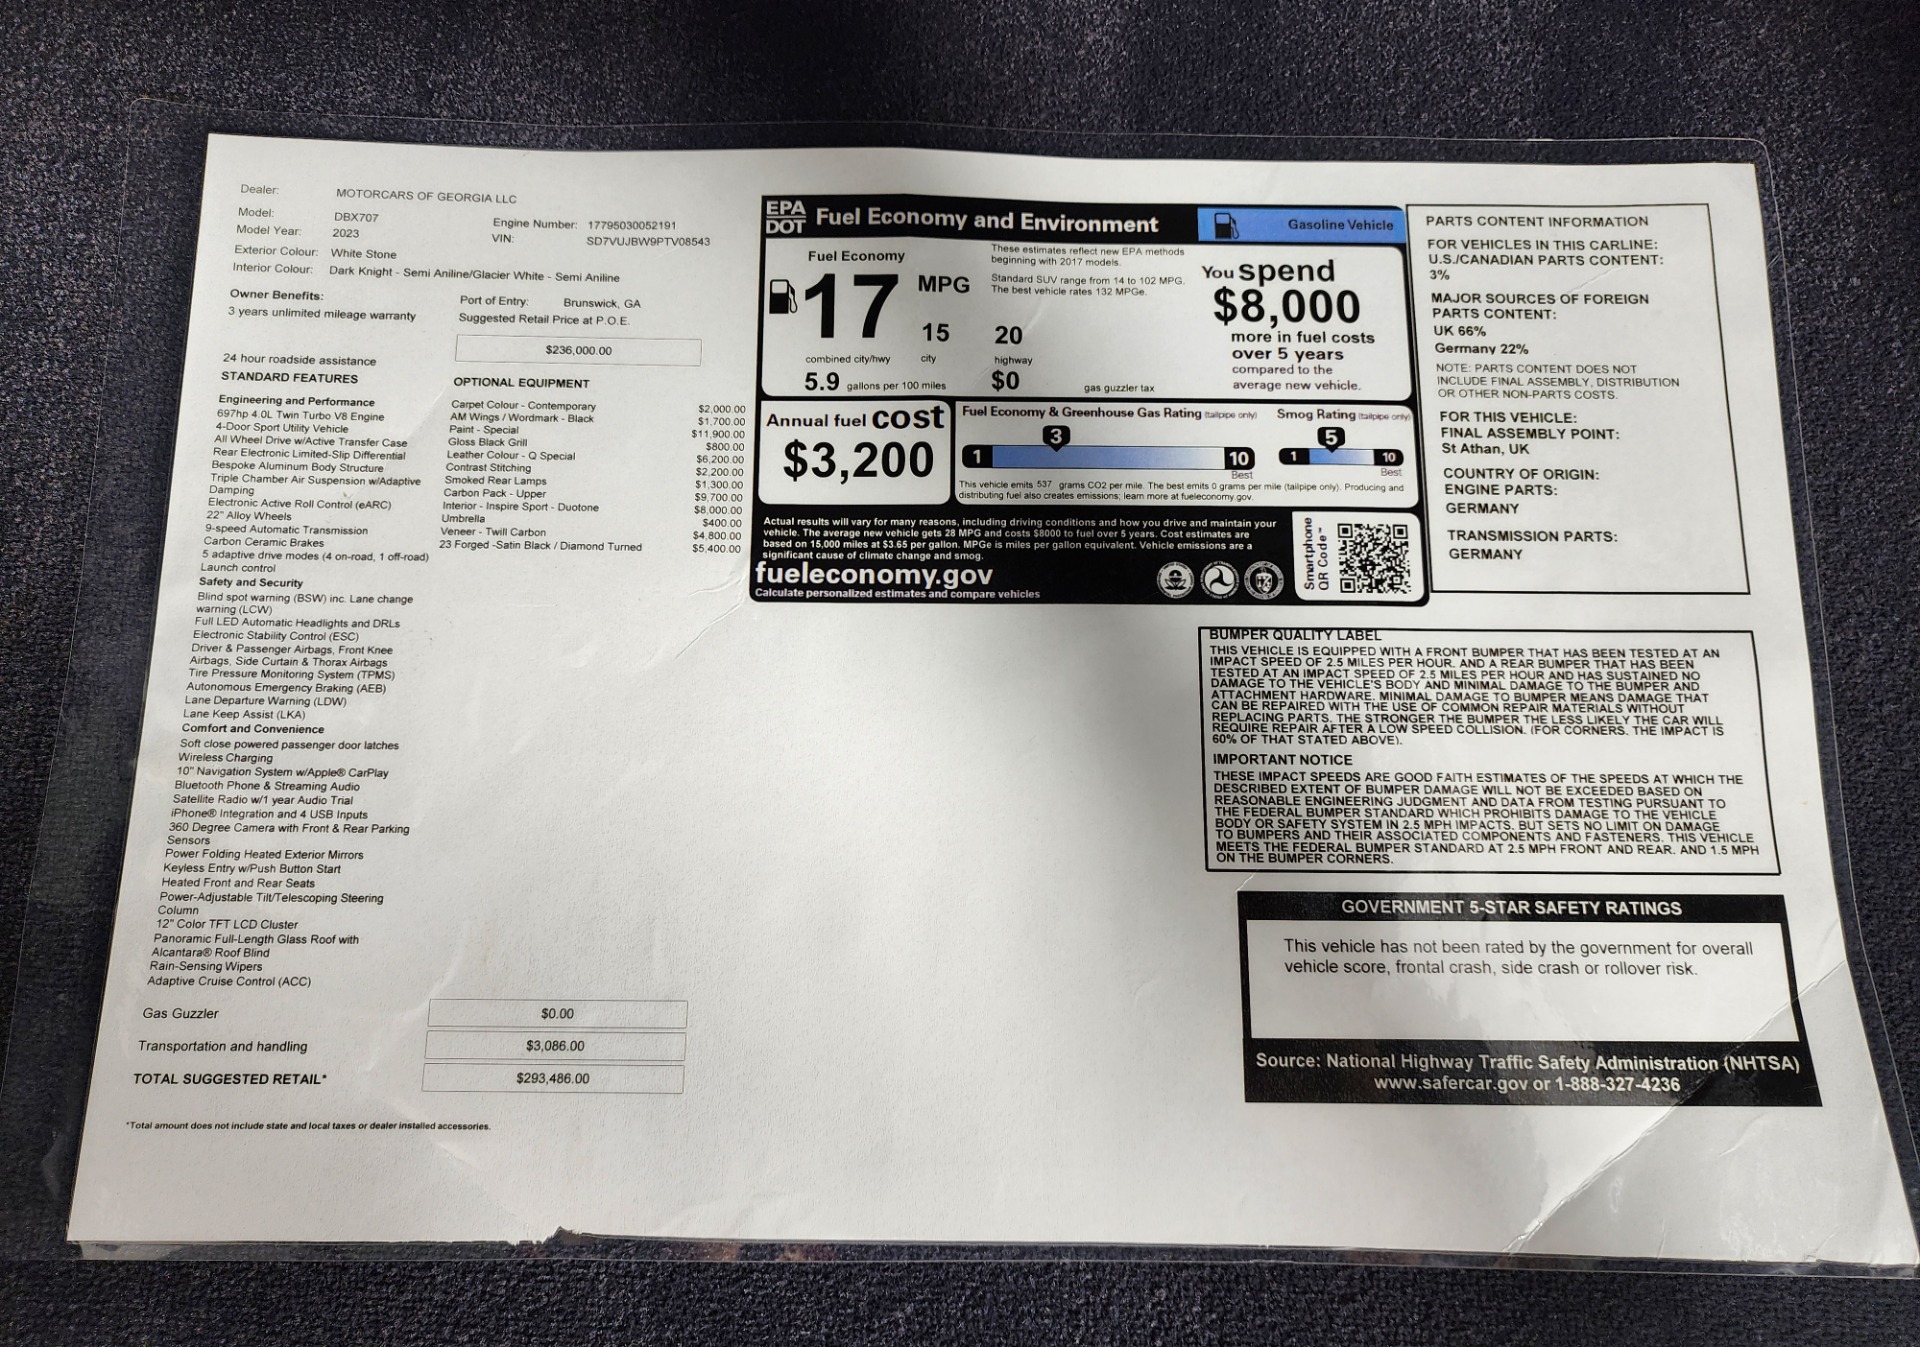 Dealer: MOTORCARS OF GEORGIA LLC
Model: DBX707
Model Year: 2023
Engine Number: 17795030052191
VIN: SD7VUJBW9PTV08543
Exterior Colour: White Stone
Interior Colour: Dark Knight - Semi Aniline/Glacier White - Semi Aniline
Owner Benefits:
3 years unlimited mileage warranty
24 hour roadside assistance
Port of Entry: Brunswick, GA
Suggested Retail Price at P.O.E.
$236,000.00
STANDARD FEATURES
Engineering and Performance
697hp 4.0L Twin Turbo V8 Engine
4-Door Sport Utility Vehicle
All Wheel Drive w/Active Transfer Case
Rear Electronic Limited-Slip Differential
Bespoke Aluminum Body Structure
Triple Chamber Air Suspension w/Adaptive
Damping
Electronic Active Roll Control (eARC)
22" Alloy Wheels
9-speed Automatic Transmission
Carbon Ceramic Brakes
5 adaptive drive modes (4 on-road, 1 off-road)
Launch control
Safety and Security
Blind spot warning (BSW) inc. Lane change
warning (LCW)
Full LED Automatic Headlights and DRLs
Electronic Stability Control (ESC)
Driver & Passenger Airbags, Front Knee
Airbags, Side Curtain & Thorax Airbags
Tire Pressure Monitoring System (TPMS)
Autonomous Emergency Braking (AEB)
Lane Departure Warning (LDW)
Lane Keep Assist (LKA)
Comfort and Convenience
Soft close powered passenger door latches
Wireless Charging
10" Navigation System w/Apple® CarPlay
Bluetooth Phone & Streaming Audio
Satellite Radio w/1 year Audio Trial
iPhone® Integration and 4 USB Inputs
360 Degree Camera with Front & Rear Parking
Sensors
Power Folding Heated Exterior Mirrors
Keyless Entry w/Push Button Start
Heated Front and Rear Seats
Power-Adjustable Tilt/Telescoping Steering
Column
12" Color TFT LCD Cluster
Panoramic Full-Length Glass Roof with
Alcantara® Roof Blind
Rain-Sensing Wipers
Adaptive Cruise Control (ACC)
OPTIONAL EQUIPMENT
Carpet Colour - Contemporary $2,000.00
AM Wings / Wordmark - Black $1,700.00
Paint - Special $11,900.00
Gloss Black Grill $800.00
Leather Colour - Q Special $6,200.00
Contrast Stitching $2,200.00
Smoked Rear Lamps $1,300.00
Carbon Pack - Upper $9,700.00
Interior - Inspire Sport - Duotone $8,000.00
Umbrella $400.00
Veneer - Twill Carbon $4,800.00
23 Forged -Satin Black / Diamond Turned $5,400.00
Gas Guzzler $0.00
Transportation and handling $3,086.00
TOTAL SUGGESTED RETAIL* $293,486.00
*Total amount does not include state and local taxes or dealer installed accessories.
EPA
DOT
Fuel Economy and Environment
Gasoline Vehicle
Fuel Economy
17 MPG
combined city/hwy
15
city
20
highway
5.9 gallons per 100 miles
$0 gas guzzler tax
These estimates reflect new EPA methods
beginning with 2017 models.
Standard SUV range from 14 to 102 MPG.
The best vehicle rates 132 MPGe.
You spend
$8,000
more in fuel costs
over 5 years
compared to the
average new vehicle.
Annual fuel cost
$3,200
Fuel Economy & Greenhouse Gas Rating (tailpipe only)
3
1
10
Best
Smog Rating (tailpipe only)
5
1
10
Best
This vehicle emits 537 grams CO2 per mile. The best emits 0 grams per mile (tailpipe only). Producing and
distributing fuel also creates emissions; learn more at fueleconomy.gov.
Actual results will vary for many reasons, including driving conditions and how you drive and maintain your
vehicle. The average new vehicle gets 28 MPG and costs $8000 to fuel over 5 years. Cost estimates are
based on 15,000 miles at $3.65 per gallon. MPGe is miles per gallon equivalent. Vehicle emissions are a
significant cause of climate change and smog.
fueleconomy.gov
Calculate personalized estimates and compare vehicles
Smartphone
QR Code™
PARTS CONTENT INFORMATION
FOR VEHICLES IN THIS CARLINE:
U.S./CANADIAN PARTS CONTENT:
3%
MAJOR SOURCES OF FOREIGN
PARTS CONTENT:
UK 66%
Germany 22%
NOTE: PARTS CONTENT DOES NOT
INCLUDE FINAL ASSEMBLY, DISTRIBUTION
OR OTHER NON-PARTS COSTS.
FOR THIS VEHICLE:
FINAL ASSEMBLY POINT:
St Athan, UK
COUNTRY OF ORIGIN:
ENGINE PARTS:
GERMANY
TRANSMISSION PARTS:
GERMANY
BUMPER QUALITY LABEL
THIS VEHICLE IS EQUIPPED WITH A FRONT BUMPER THAT HAS BEEN TESTED AT AN
IMPACT SPEED OF 2.5 MILES PER HOUR. AND A REAR BUMPER THAT HAS BEEN
TESTED AT AN IMPACT SPEED OF 2.5 MILES PER HOUR AND HAS SUSTAINED NO
DAMAGE TO THE VEHICLE'S BODY AND MINIMAL DAMAGE TO THE BUMPER AND
ATTACHMENT HARDWARE. MINIMAL DAMAGE TO BUMPER MEANS DAMAGE THAT
CAN BE REPAIRED WITH THE USE OF COMMON REPAIR MATERIALS WITHOUT
REPLACING PARTS. THE STRONGER THE BUMPER THE LESS LIKELY THE CAR WILL
REQUIRE REPAIR AFTER A LOW SPEED COLLISION. (FOR CORNERS. THE IMPACT IS
60% OF THAT STATED ABOVE).
IMPORTANT NOTICE
THESE IMPACT SPEEDS ARE GOOD FAITH ESTIMATES OF THE SPEEDS AT WHICH THE
DESCRIBED EXTENT OF BUMPER DAMAGE WILL NOT BE EXCEEDED BASED ON
REASONABLE ENGINEERING JUDGMENT AND DATA FROM TESTING PURSUANT TO
THE FEDERAL BUMPER STANDARD WHICH PROHIBITS DAMAGE TO THE VEHICLE
BODY OR SAFETY SYSTEM IN 2.5 MPH IMPACTS. BUT SETS NO LIMIT ON DAMAGE
TO BUMPERS AND THEIR ASSOCIATED COMPONENTS AND FASTENERS. THIS VEHICLE
MEETS THE FEDERAL BUMPER STANDARD AT 2.5 MPH FRONT AND REAR. AND 1.5 MPH
ON THE BUMPER CORNERS.
GOVERNMENT 5-STAR SAFETY RATINGS
This vehicle has not been rated by the government for overall
vehicle score, frontal crash, side crash or rollover risk.
Source: National Highway Traffic Safety Administration (NHTSA)
www.safercar.gov or 1-888-327-4236